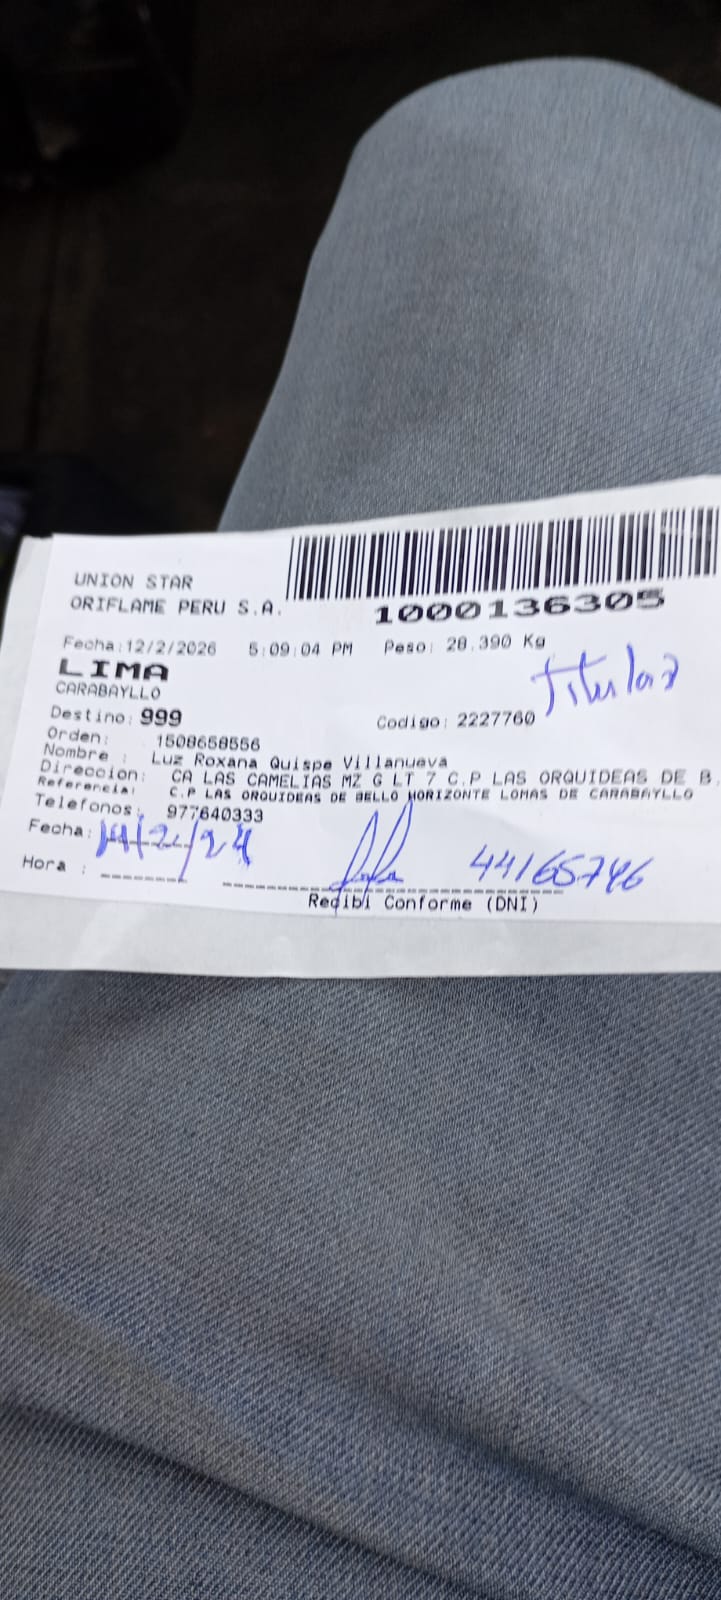 UNION STAR
ORIFLAME PERU S.A.
1000136305
Fecha:12/2/2026 5:09:04 PM Peso: 28.390 Kg
LIMA
Titular
CARABAYLLO
Destino: 999 Codigo: 2227760
Orden: 1508658556
Nombre : Luz Roxana Quispe Villanueva
Direccion: CA LAS CAMELIAS MZ G LT 7 C.P LAS ORQUIDEAS DE B.
Referencia: C.P LAS ORQUIDEAS DE BELLO HORIZONTE LOMAS DE CARABAYLLO
Telefonos: 977640333
Fecha: 14/2/24
Hora : 44165746
Recibi Conforme (DNI)